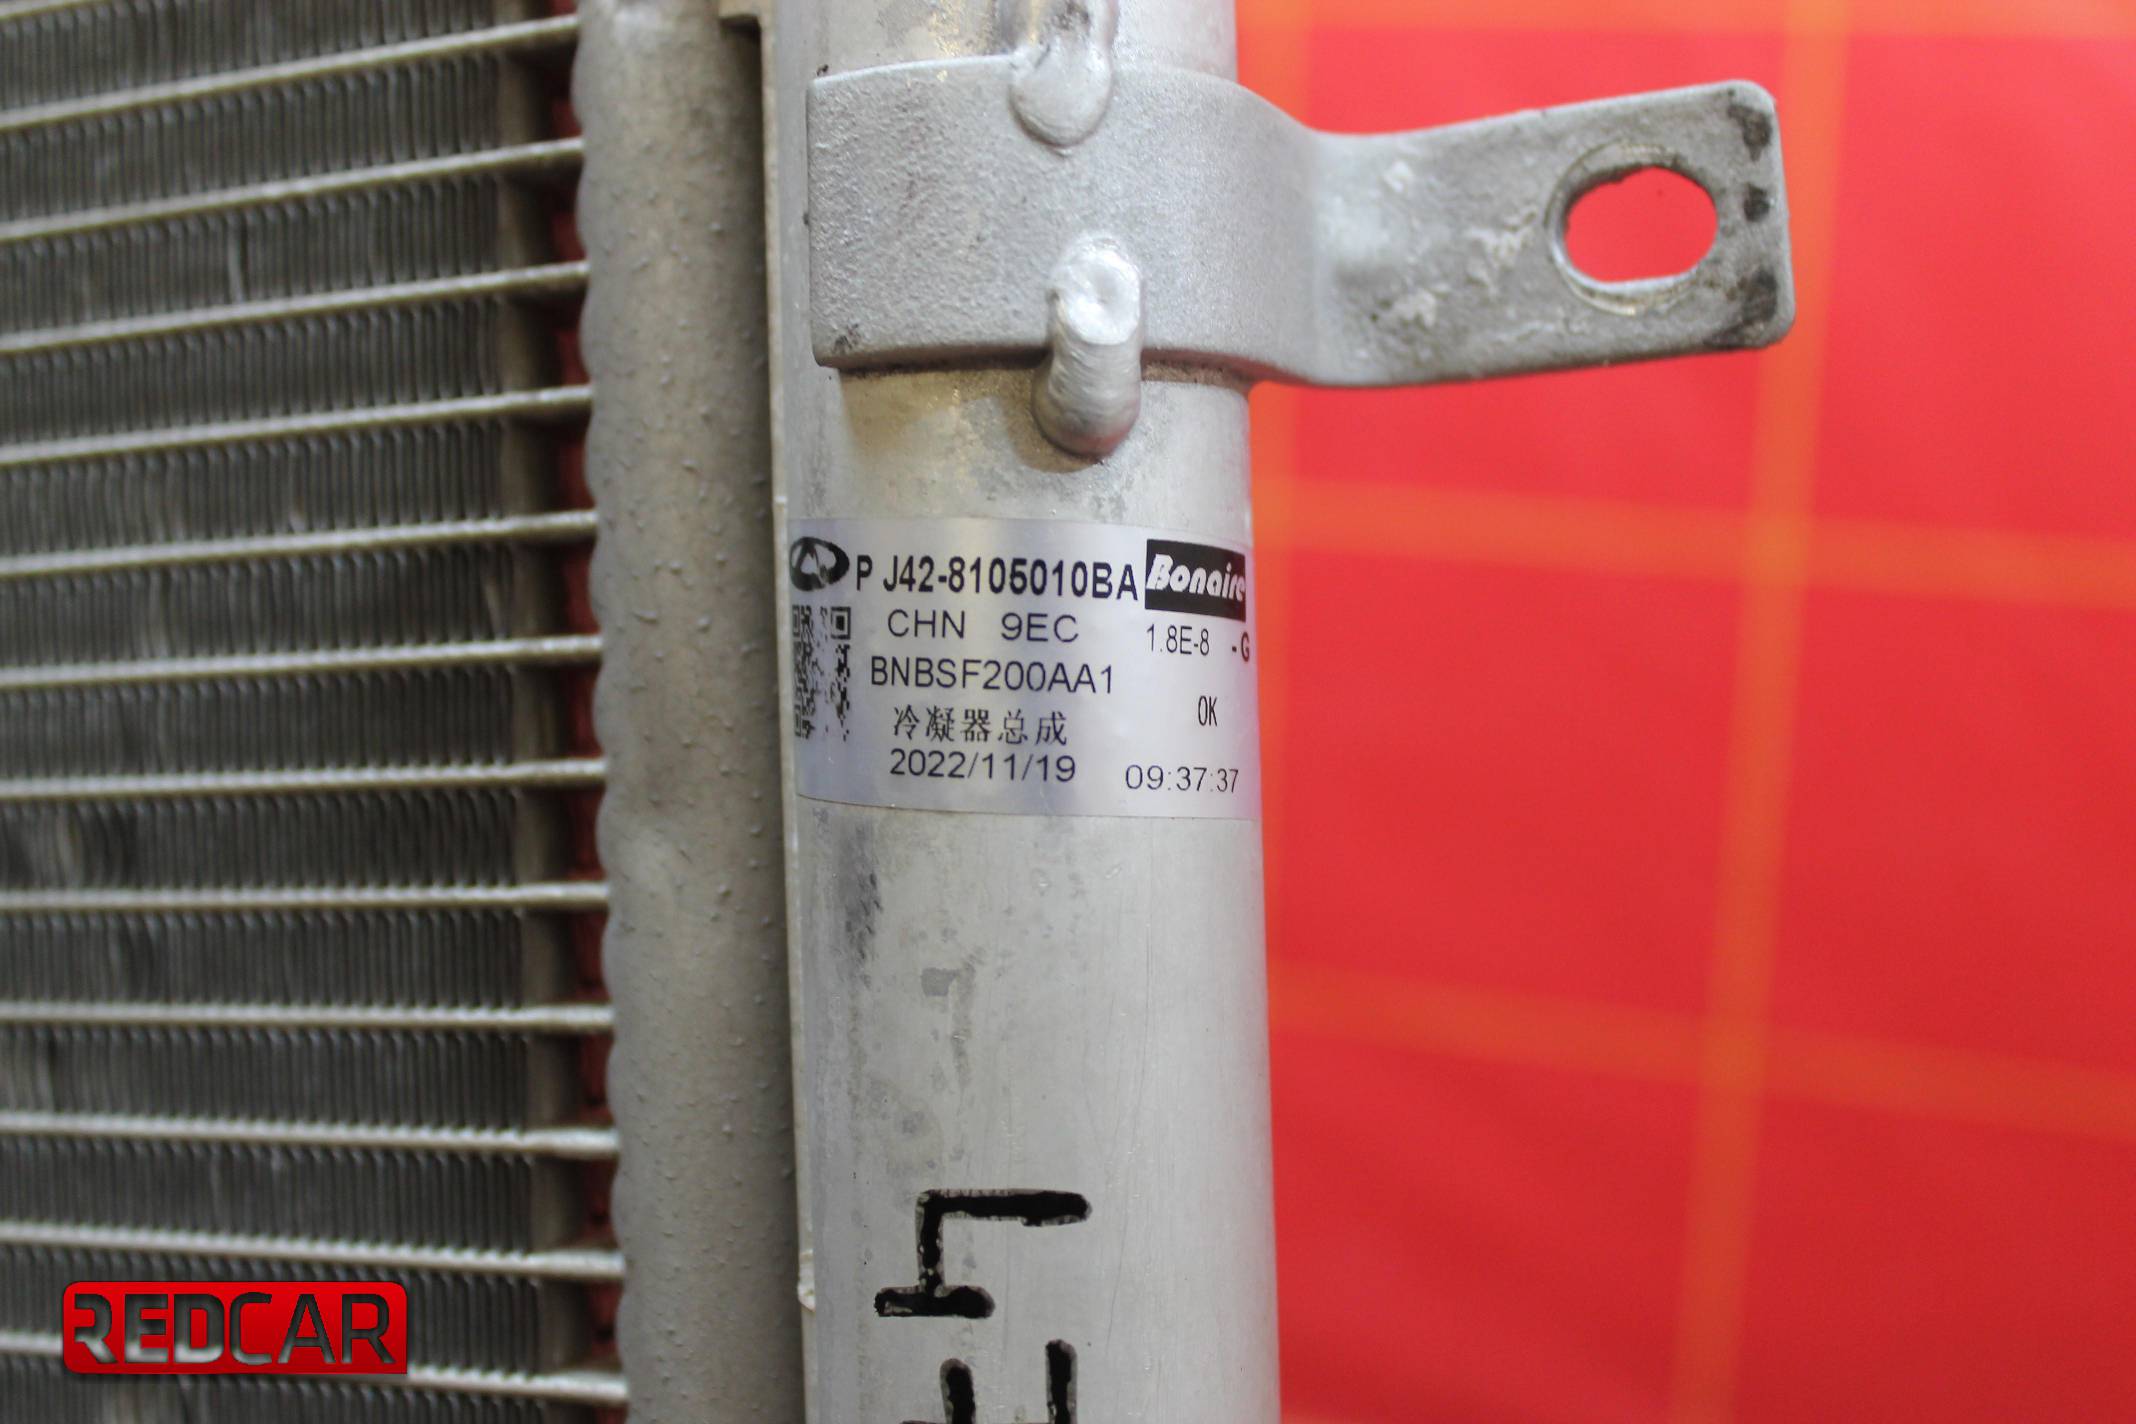 P J42-8105010BA Bonaire
CHN 9EC 1.8E-8 -G
BNBSF200AA1
OK
冷凝器总成
2022/11/19 09:37:37
REDCAR